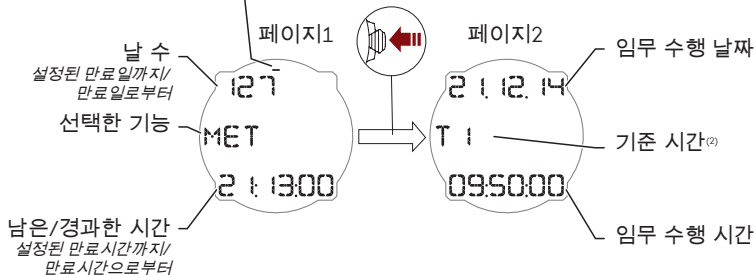 페이지1
페이지2
날 수
설정된 만료일까지/
만료일로부터
127
선택한 기능
MET
남은/경과한 시간
설정된 만료시간까지/
만료시간으로부터
21:13:00
21.12.14
임무 수행 날짜
T1
기준 시간(2)
09:50:00
임무 수행 시간